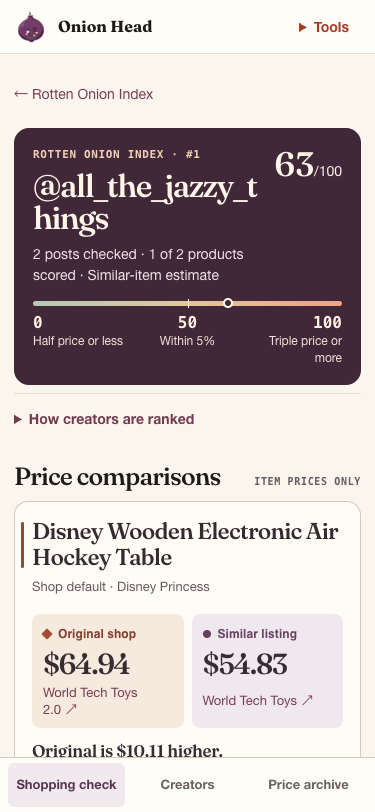 Onion Head
▶ Tools
← Rotten Onion Index
ROTTEN ONION INDEX · #1
63/100
@all_the_jazzy_t
hings
2 posts checked · 1 of 2 products
scored · Similar-item estimate
0 50 100
Half price or less Within 5% Triple price or
more
▶ How creators are ranked
Price comparisons ITEM PRICES ONLY
Disney Wooden Electronic Air
Hockey Table
Shop default · Disney Princess
◆ Original shop
$64.94
World Tech Toys
2.0 ↗
● Similar listing
$54.83
World Tech Toys ↗
Original is $10.11 higher.
Shopping check Creators Price archive